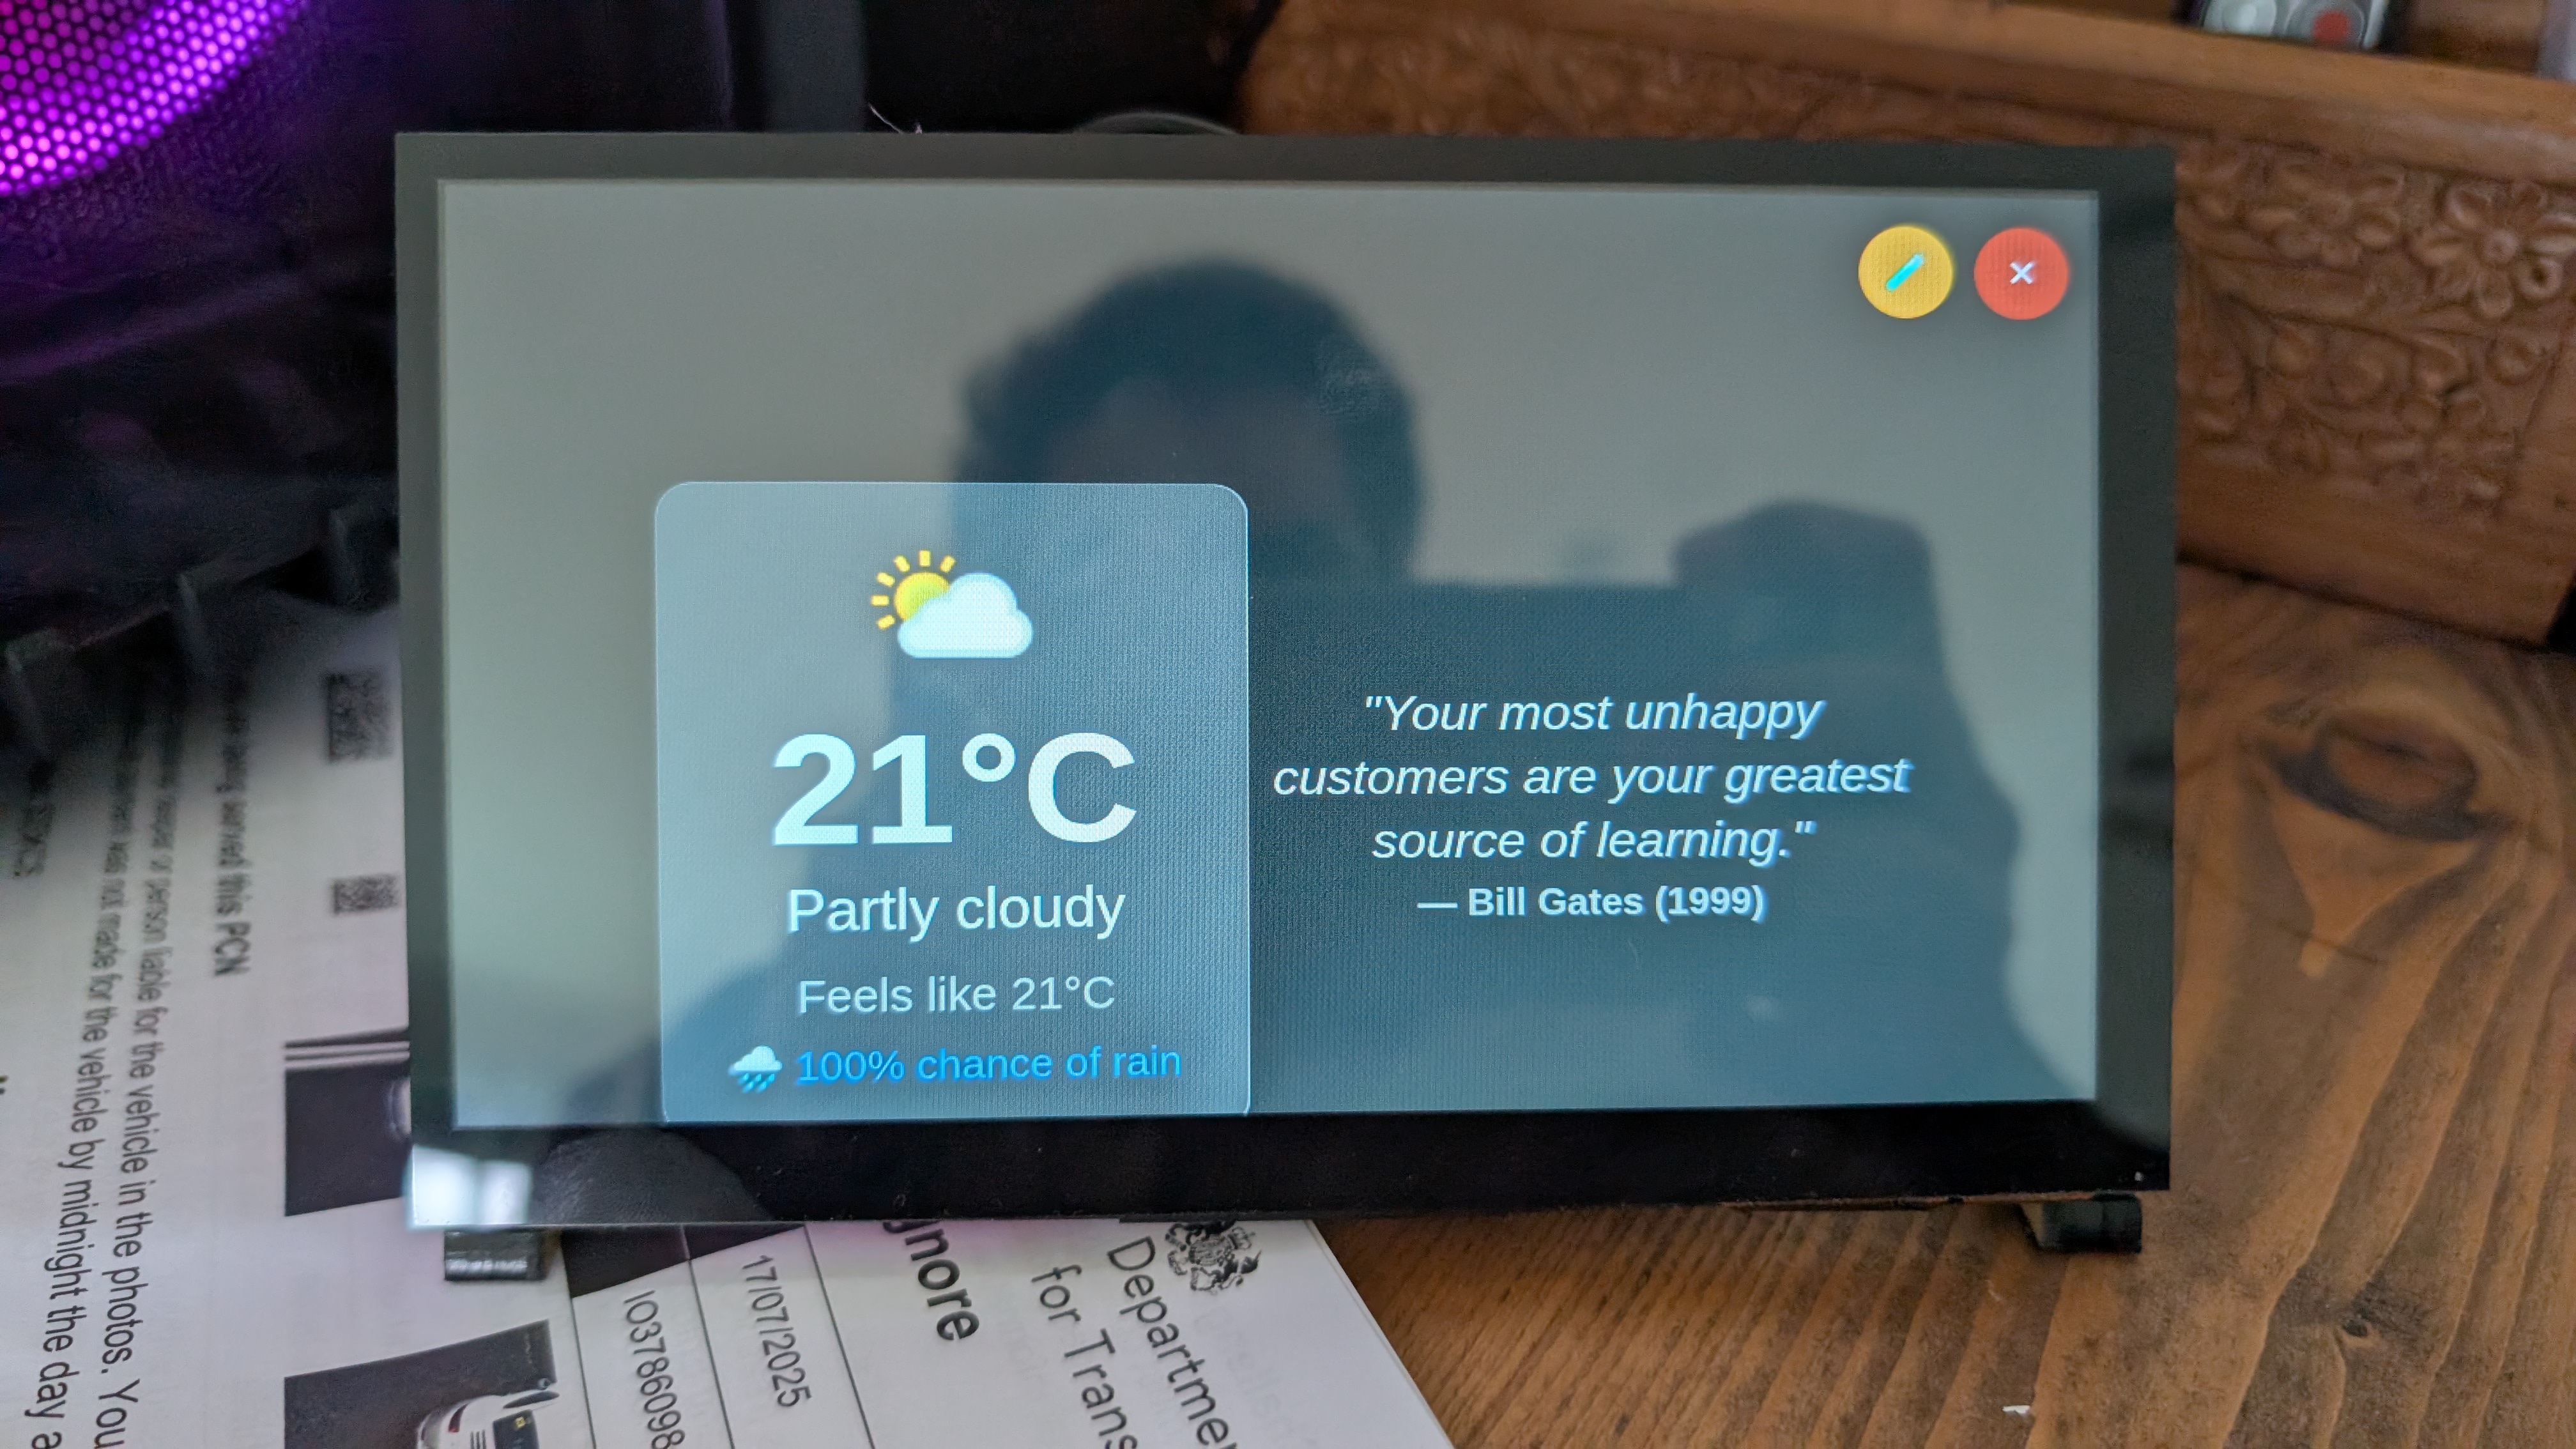 21°C
Partly cloudy
Feels like 21°C
100% chance of rain
"Your most unhappy
customers are your greatest
source of learning."
— Bill Gates (1999)
being served this PCN
or person liable for the vehicle in the photos. You
was not made for the vehicle by midnight the day
17/07/2025
Departme
for Trans